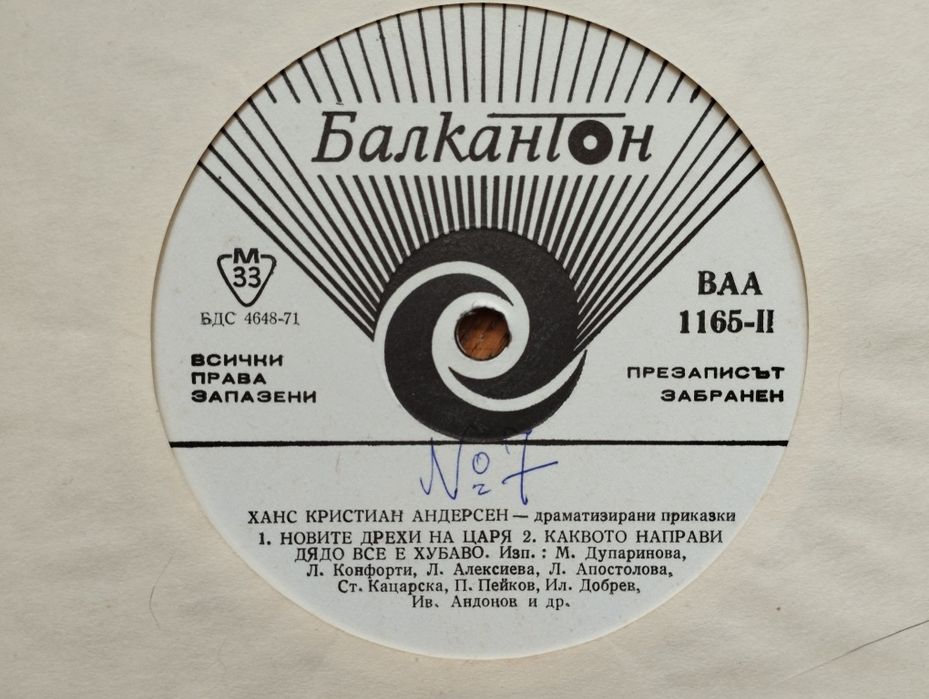 Балкантон
М
33
БДС 4648-71
ВАА
1165-II
ВСИЧКИ
ПРАВА
ЗАПАЗЕНИ
ПРЕЗАПИСЪТ
ЗАБРАНЕН
№ 7
ХАНС КРИСТИАН АНДЕРСЕН — драматизирани приказки
1. НОВИТЕ ДРЕХИ НА ЦАРЯ 2. КАКВОТО НАПРАВИ
ДЯДО ВСЕ Е ХУБАВО. Изп. : М. Дупаринова,
Л. Конфорти, Л. Алексиева, Л. Апостолова,
Ст. Кацарска, П. Пейков, Ил. Добрев,
Ив. Андонов и др.